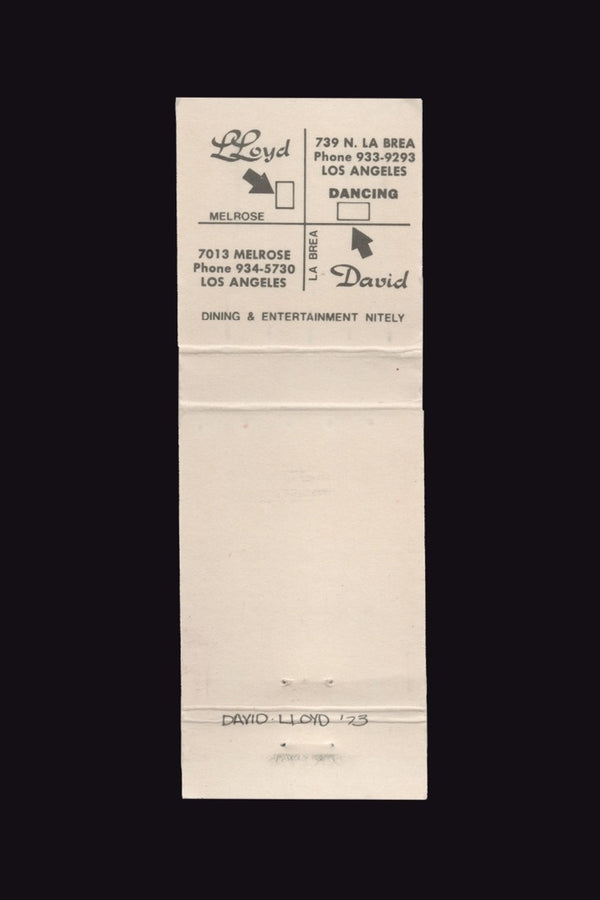 LLoyd
MELROSE
739 N. LA BREA
Phone 933-9293
LOS ANGELES
DANCING
7013 MELROSE
Phone 934-5730
LOS ANGELES
LA BREA
David
DINING & ENTERTAINMENT NITELY
DAVID LLOYD '73